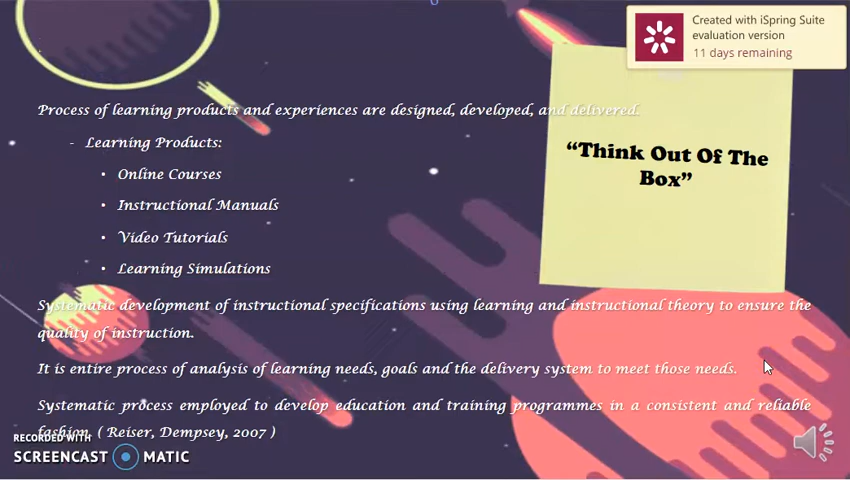 Created with iSpring Suite
evaluation version
11 days remaining
Process of learning products and experiences are designed, developed, and delivered.
- Learning Products:
• Online Courses
• Instructional Manuals
• Video Tutorials
• Learning Simulations
“Think Out Of The
Box”
Systematic development of instructional specifications using learning and instructional theory to ensure the
quality of instruction.
It is entire process of analysis of learning needs, goals and the delivery system to meet those needs.
Systematic process employed to develop education and training programmes in a consistent and reliable
fashion. ( Reiser, Dempsey, 2007 )
RECORDED WITH
SCREENCAST MATIC